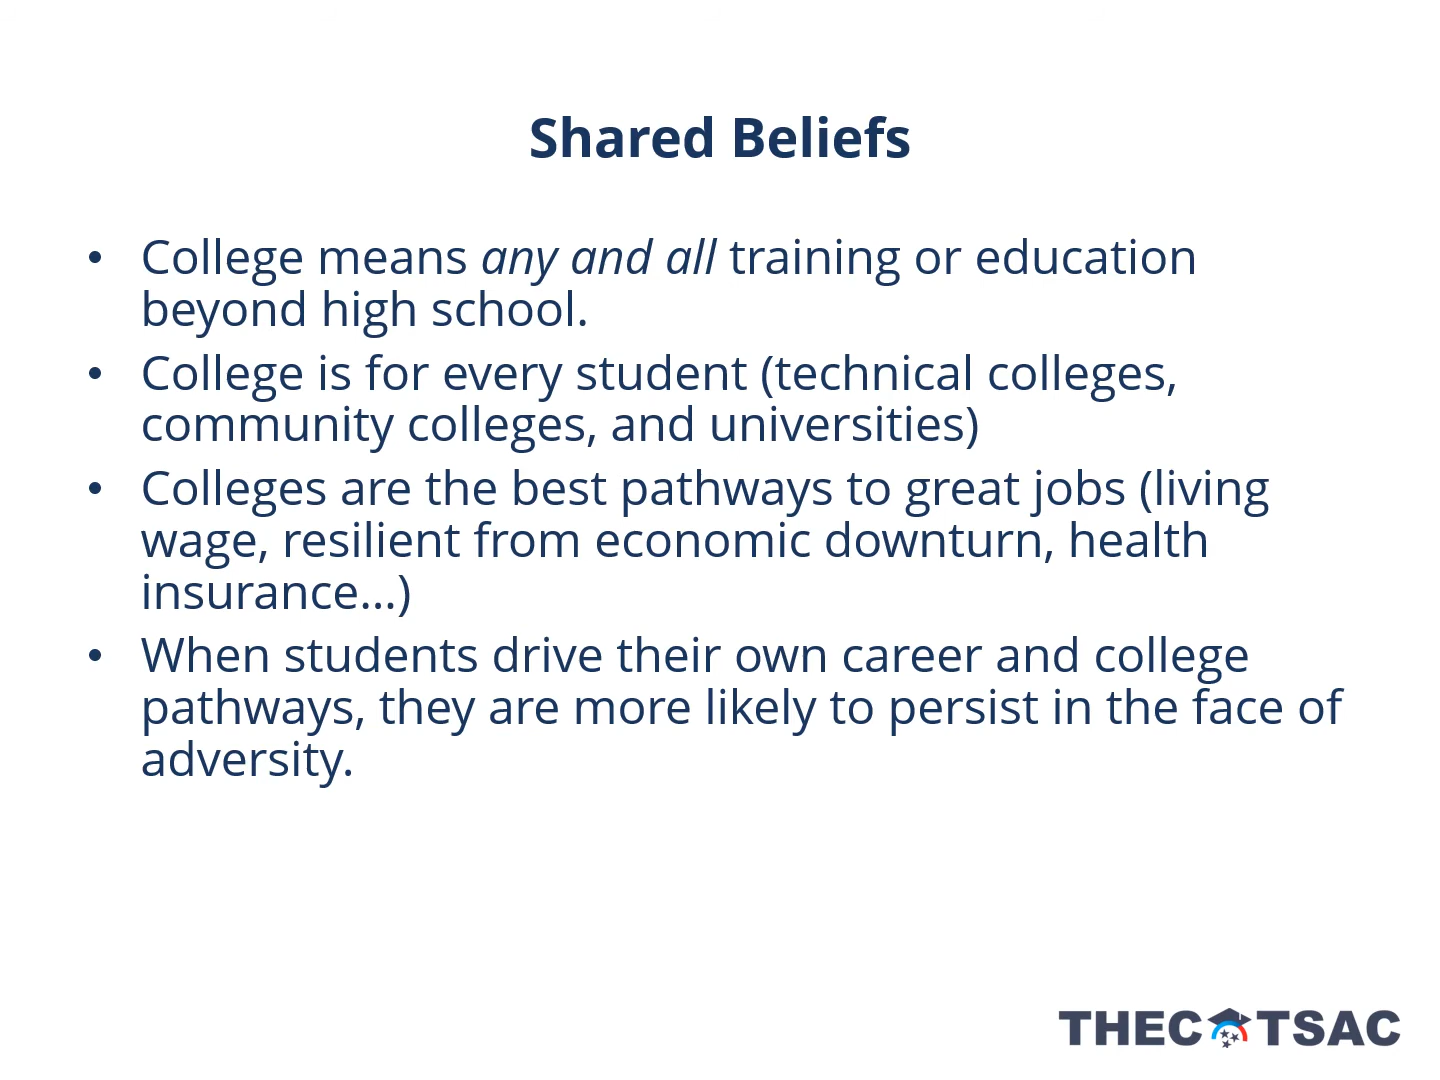 Shared Beliefs
• College means any and all training or education
beyond high school.
• College is for every student (technical colleges,
community colleges, and universities)
• Colleges are the best pathways to great jobs (living
wage, resilient from economic downturn, health
insurance…)
• When students drive their own career and college
pathways, they are more likely to persist in the face of
adversity.
THEC TSAC